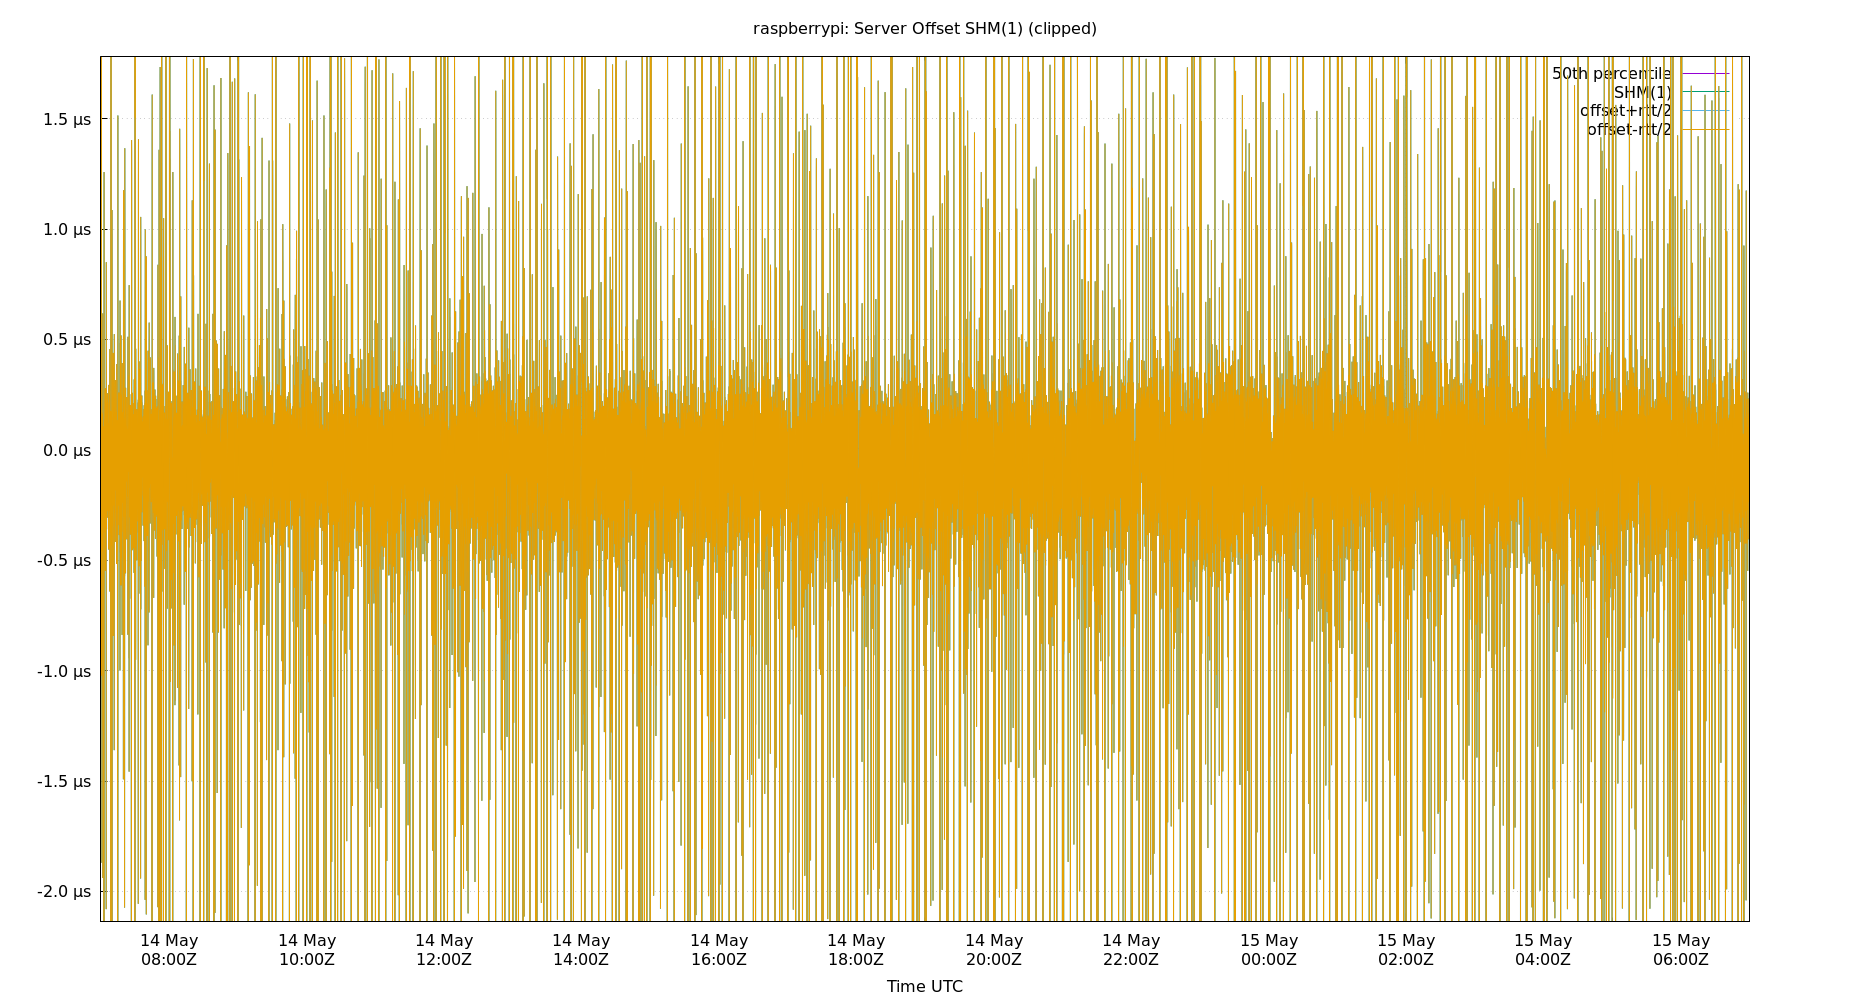 raspberrypi: Server Offset SHM(1) (clipped)
50th percentile
SHM(1)
offset+rtt/2
offset-rtt/2
1.5 µs
1.0 µs
0.5 µs
0.0 µs
-0.5 µs
-1.0 µs
-1.5 µs
-2.0 µs
14 May 14 May 14 May 14 May 14 May 14 May 14 May 14 May 15 May 15 May 15 May 15 May
08:00Z 10:00Z 12:00Z 14:00Z 16:00Z 18:00Z 20:00Z 22:00Z 00:00Z 02:00Z 04:00Z 06:00Z
Time UTC